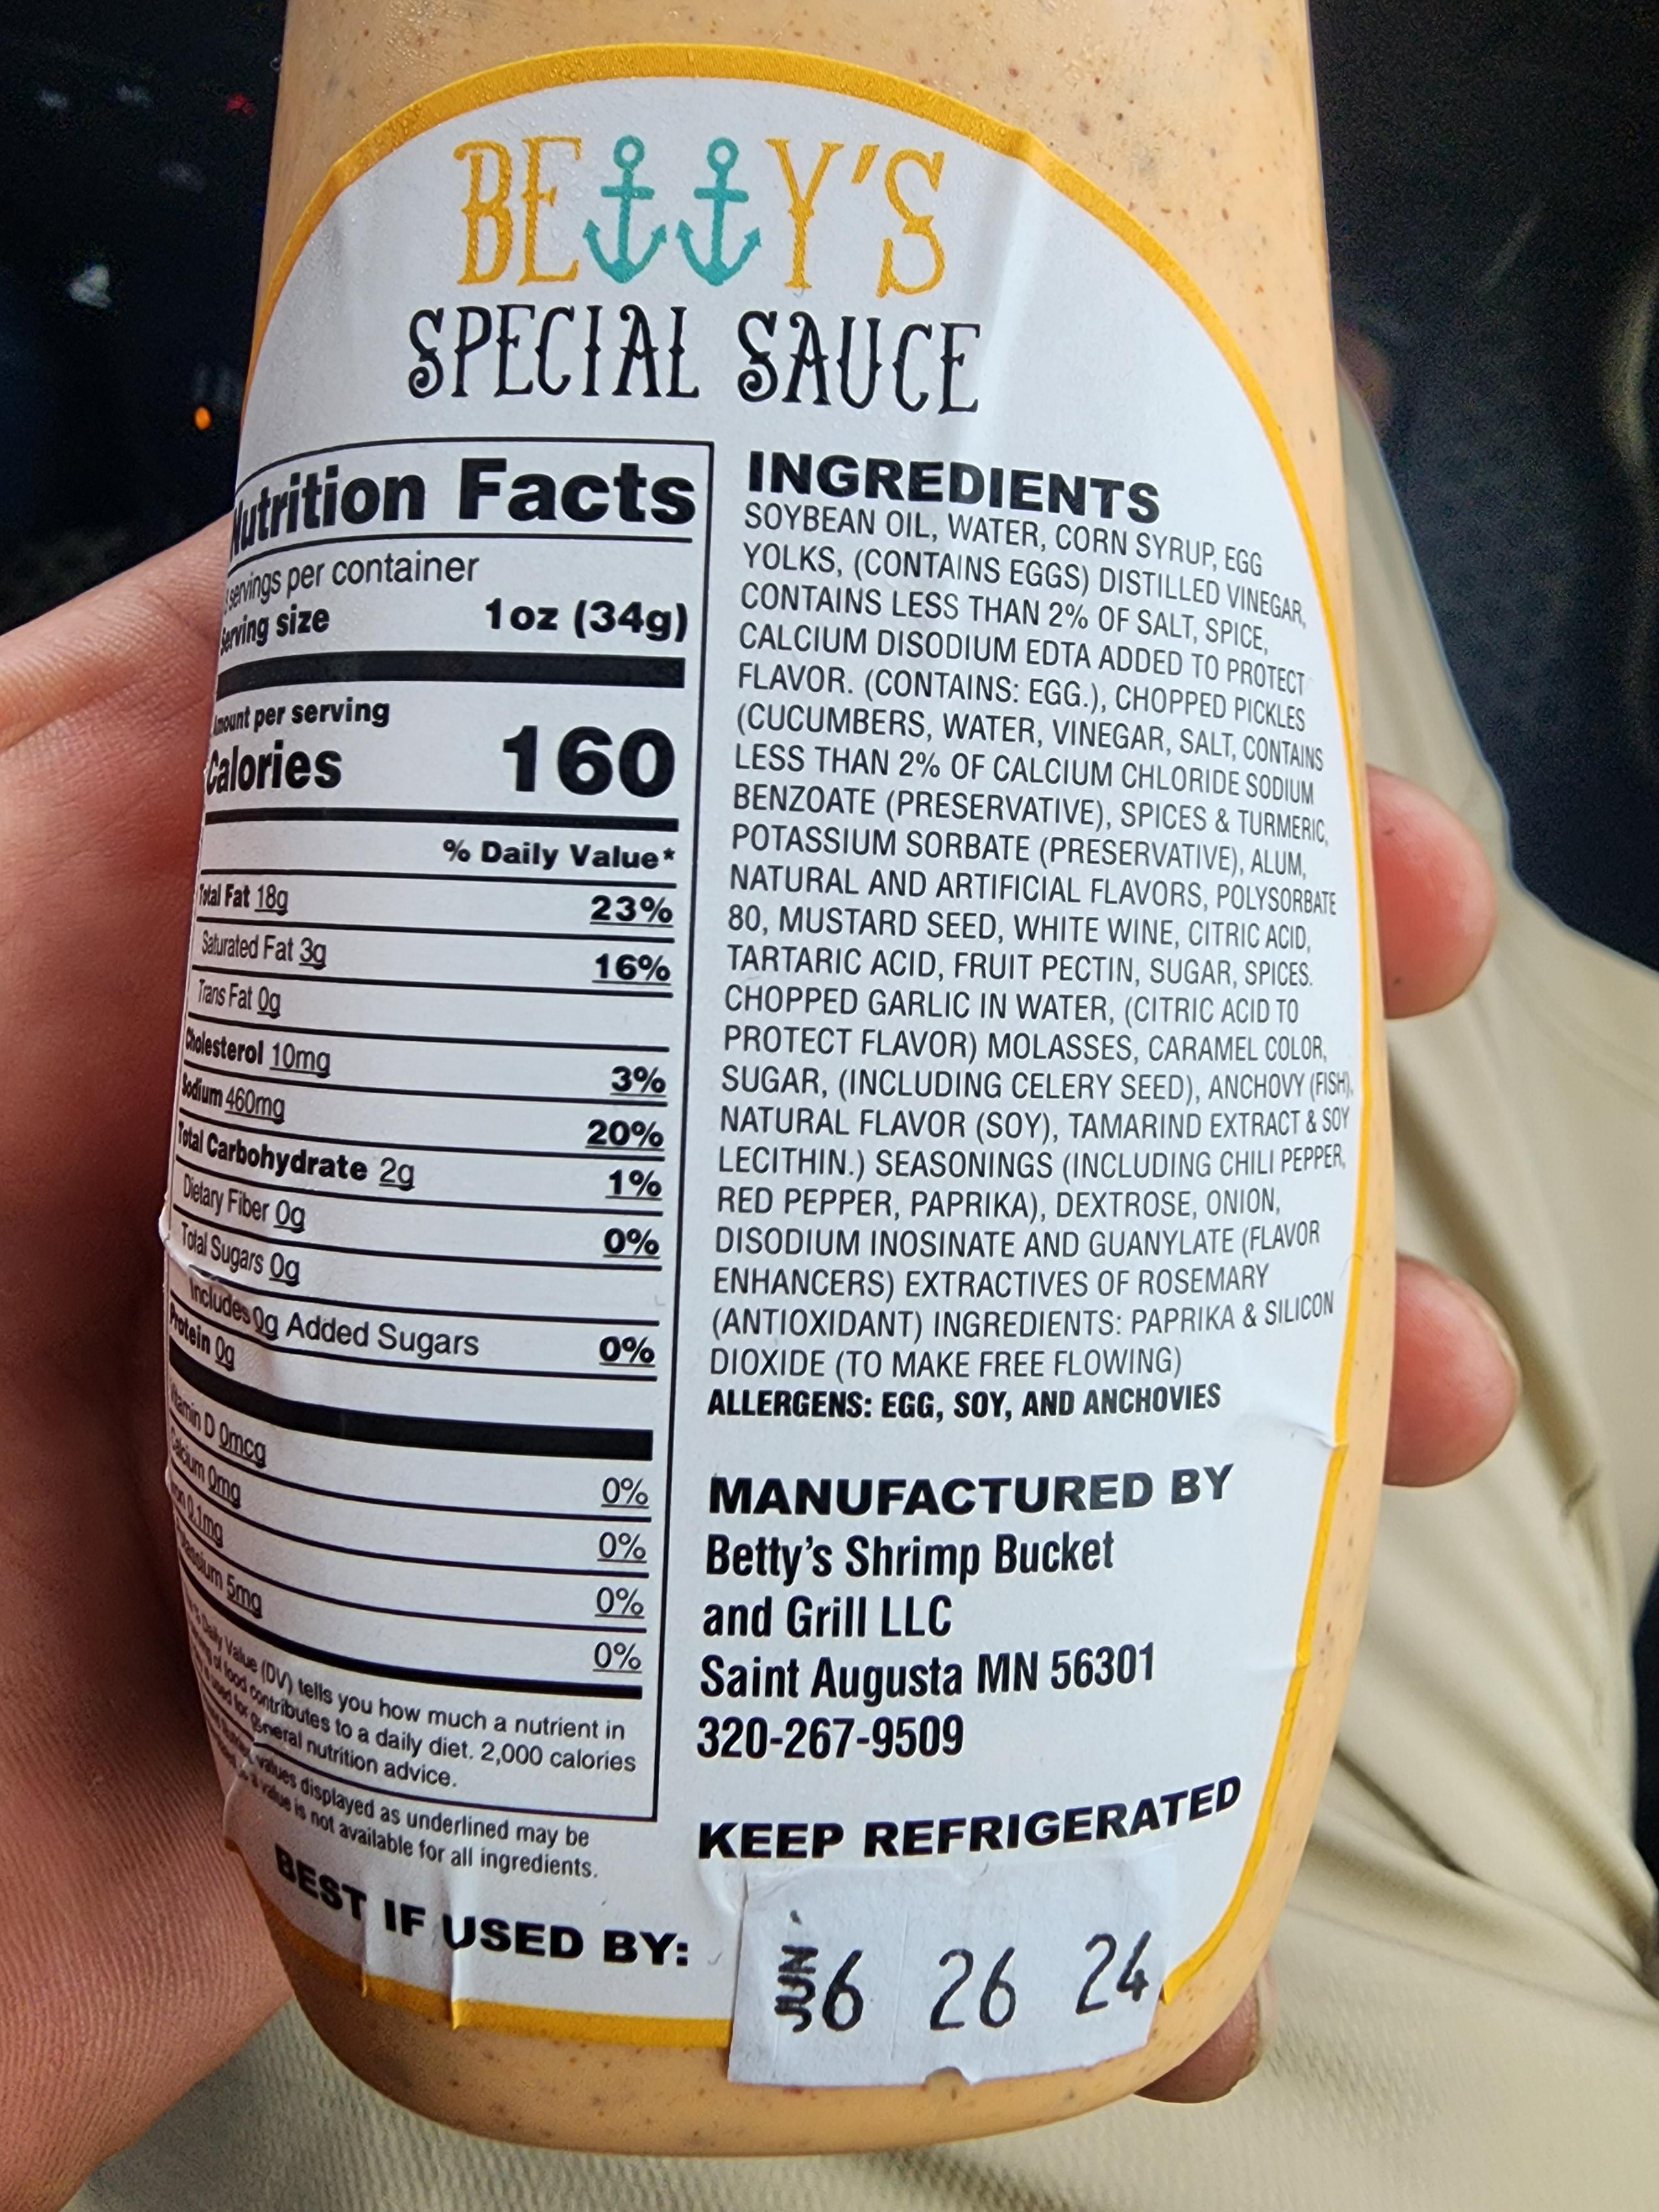 BETTY'S
SPECIAL SAUCE
Nutrition Facts
servings per container
Serving size 1oz (34g)
Amount per serving
Calories 160
% Daily Value*
Total Fat 18g 23%
Saturated Fat 3g 16%
Trans Fat 0g
Cholesterol 10mg 3%
Sodium 460mg 20%
Total Carbohydrate 2g 1%
Dietary Fiber 0g 0%
Total Sugars 0g
Includes 0g Added Sugars 0%
Protein 0g
Vitamin D 0mcg 0%
Calcium 0mg 0%
Iron 0.1mg 0%
Potassium 5mg 0%
% Daily Value (DV) tells you how much a nutrient in
of food contributes to a daily diet. 2,000 calories
used for general nutrition advice.
values displayed as underlined may be
a value is not available for all ingredients.
BEST IF USED BY:
INGREDIENTS
SOYBEAN OIL, WATER, CORN SYRUP, EGG
YOLKS, (CONTAINS EGGS) DISTILLED VINEGAR,
CONTAINS LESS THAN 2% OF SALT, SPICE,
CALCIUM DISODIUM EDTA ADDED TO PROTECT
FLAVOR. (CONTAINS: EGG.), CHOPPED PICKLES
(CUCUMBERS, WATER, VINEGAR, SALT, CONTAINS
LESS THAN 2% OF CALCIUM CHLORIDE SODIUM
BENZOATE (PRESERVATIVE), SPICES & TURMERIC,
POTASSIUM SORBATE (PRESERVATIVE), ALUM,
NATURAL AND ARTIFICIAL FLAVORS, POLYSORBATE
80, MUSTARD SEED, WHITE WINE, CITRIC ACID,
TARTARIC ACID, FRUIT PECTIN, SUGAR, SPICES.
CHOPPED GARLIC IN WATER, (CITRIC ACID TO
PROTECT FLAVOR) MOLASSES, CARAMEL COLOR,
SUGAR, (INCLUDING CELERY SEED), ANCHOVY (FISH),
NATURAL FLAVOR (SOY), TAMARIND EXTRACT & SOY
LECITHIN.) SEASONINGS (INCLUDING CHILI PEPPER,
RED PEPPER, PAPRIKA), DEXTROSE, ONION,
DISODIUM INOSINATE AND GUANYLATE (FLAVOR
ENHANCERS) EXTRACTIVES OF ROSEMARY
(ANTIOXIDANT) INGREDIENTS: PAPRIKA & SILICON
DIOXIDE (TO MAKE FREE FLOWING)
ALLERGENS: EGG, SOY, AND ANCHOVIES
MANUFACTURED BY
Betty's Shrimp Bucket
and Grill LLC
Saint Augusta MN 56301
320-267-9509
KEEP REFRIGERATED
JUN 6 26 24